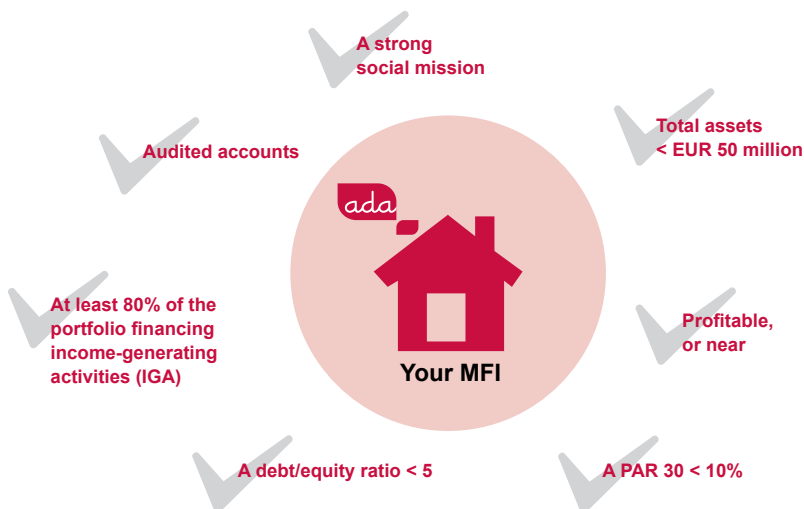 A strong
social mission
Total assets
< EUR 50 million
Audited accounts
ada
At least 80% of the
portfolio financing
income-generating
activities (IGA)
Profitable,
or near
Your MFI
A debt/equity ratio < 5
A PAR 30 < 10%